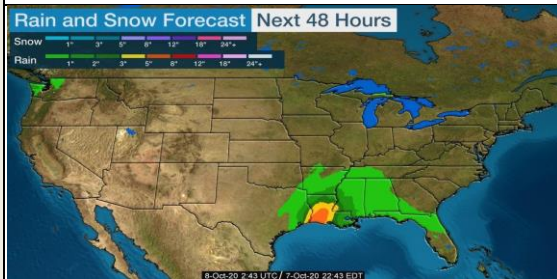 Rain and Snow Forecast Next 48 Hours
Snow 1" 3" 5" 8" 12" 18" 24"+
Rain 1" 2" 3" 5" 8" 12" 18" 24"+
8-Oct-20 2:43 UTC / 7-Oct-20 22:43 EDT